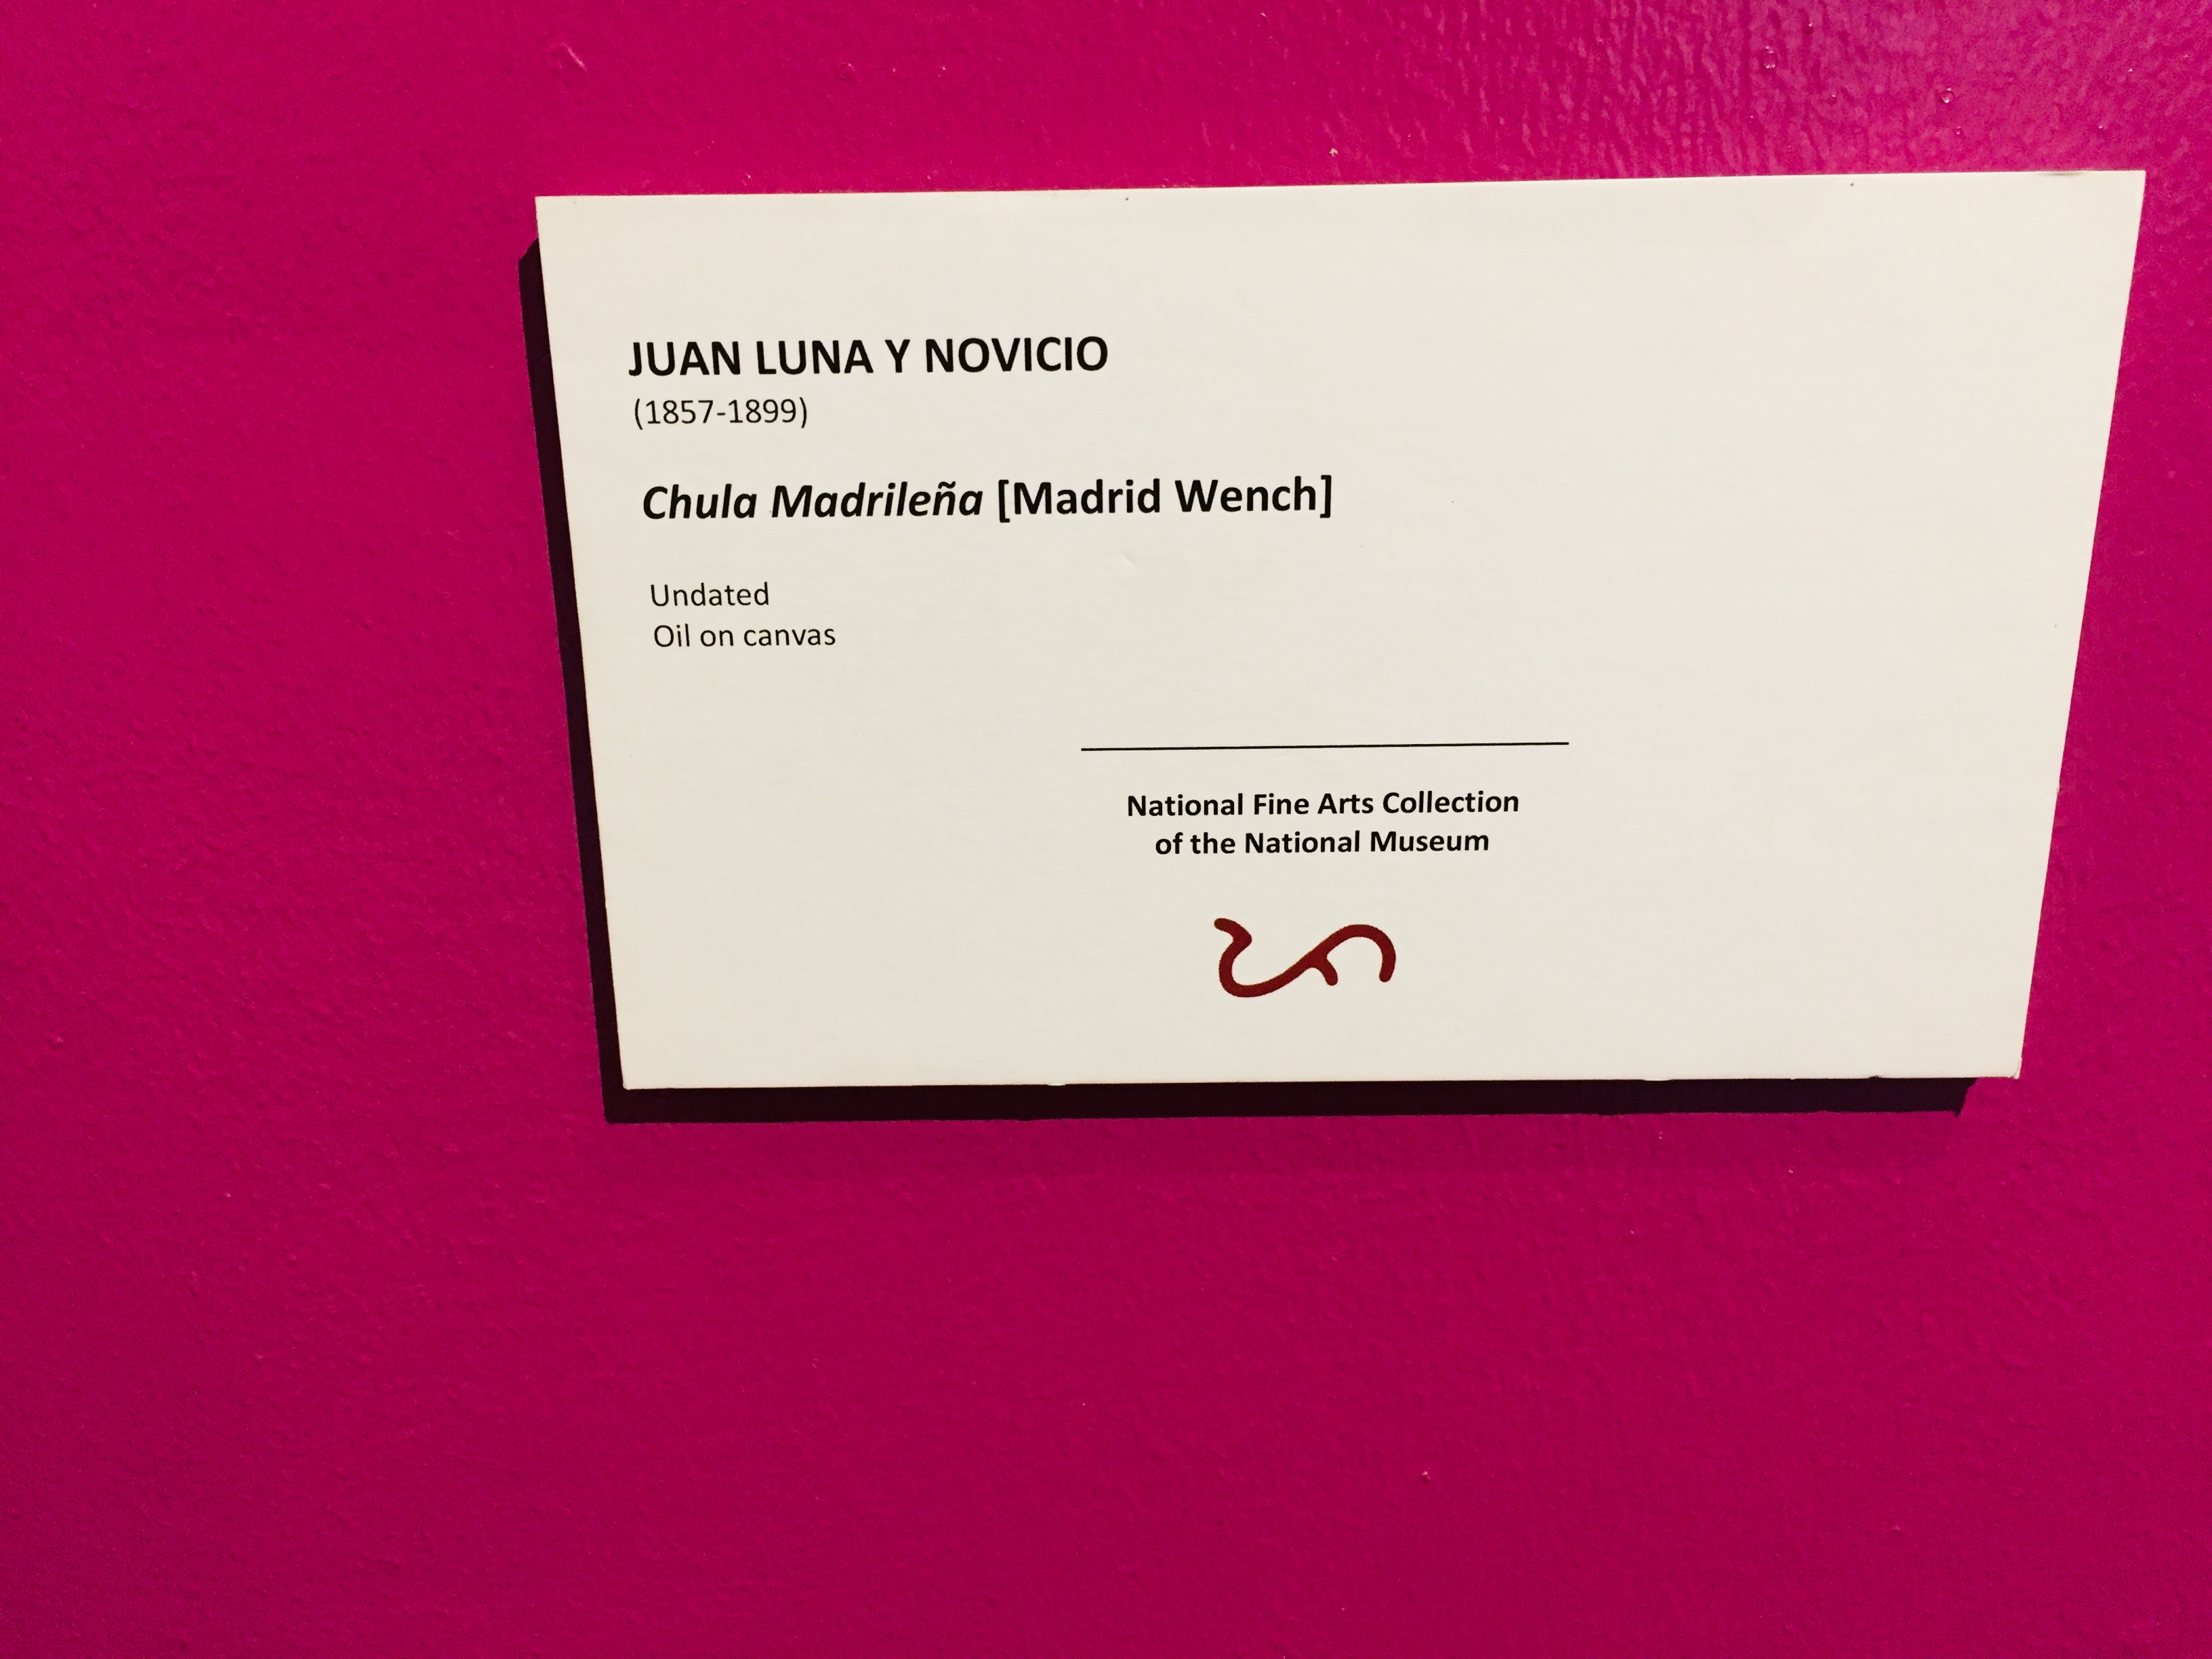 JUAN LUNA Y NOVICIO
(1857-1899)
Chula Madrileña [Madrid Wench]
Undated
Oil on canvas
National Fine Arts Collection
of the National Museum
ᜉ